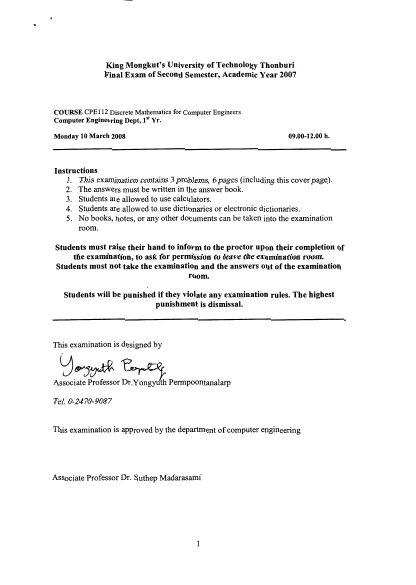 King Mongkut's University of Technology Thonburi
Final Exam of Second Semester, Academic Year 2007
COURSE CPE112 Discrete Mathematics for Computer Engineers
Computer Engineering Dept, 1st Yr.
Monday 10 March 2008 09.00-12.00 h.
Instructions
1. This examination contains 3 problems, 6 pages (including this cover page).
2. The answers must be written in the answer book.
3. Students are allowed to use calculators.
4. Students are allowed to use dictionaries or electronic dictionaries.
5. No books, notes, or any other documents can be taken into the examination
room.
Students must raise their hand to inform to the proctor upon their completion of
the examination, to ask for permission to leave the examination room.
Students must not take the examination and the answers out of the examination
room.
Students will be punished if they violate any examination rules. The highest
punishment is dismissal.
This examination is designed by
Associate Professor Dr. Yongyuth Permpoontanalarp
Tel. 0-2470-9087
This examination is approved by the department of computer engineering
Associate Professor Dr. Suthep Madarasami
1